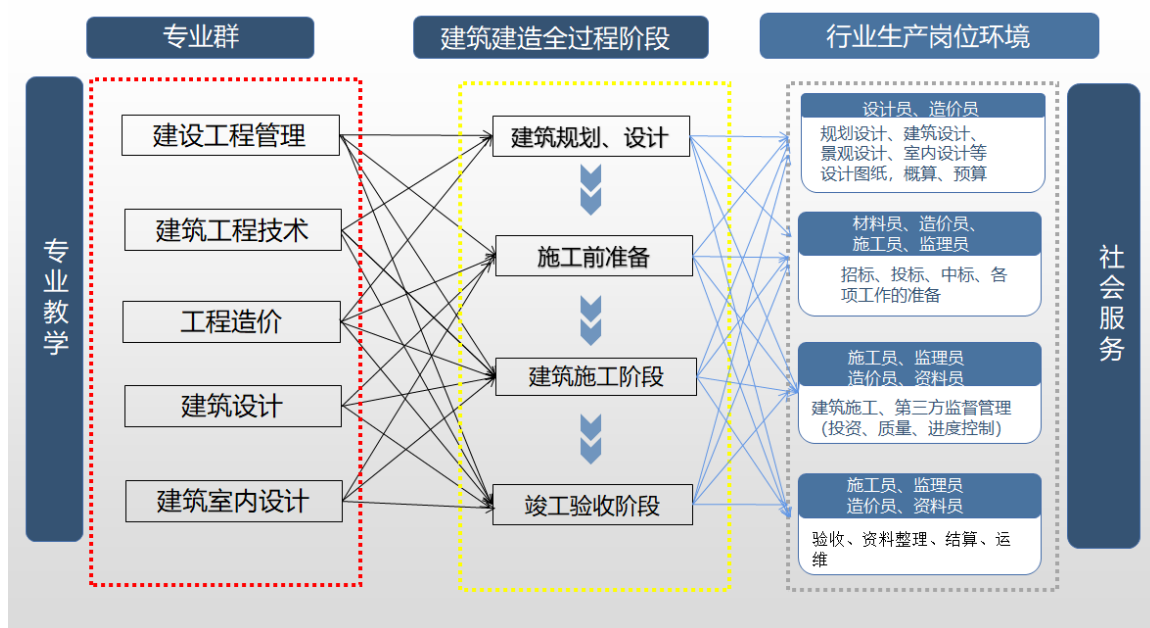 专业群
建筑建造全过程阶段
行业生产岗位环境
专业教学
建设工程管理
建筑工程技术
工程造价
建筑设计
建筑室内设计
建筑规划、设计
施工前准备
建筑施工阶段
竣工验收阶段
设计员、造价员
规划设计、建筑设计、
景观设计、室内设计等
设计图纸，概算、预算
材料员、造价员、
施工员、监理员
招标、投标、中标、各
项工作的准备
施工员、监理员
造价员、资料员
建筑施工、第三方监督管理
（投资、质量、进度控制）
施工员、监理员
造价员、资料员
验收、资料整理、结算、运
维
社会服务